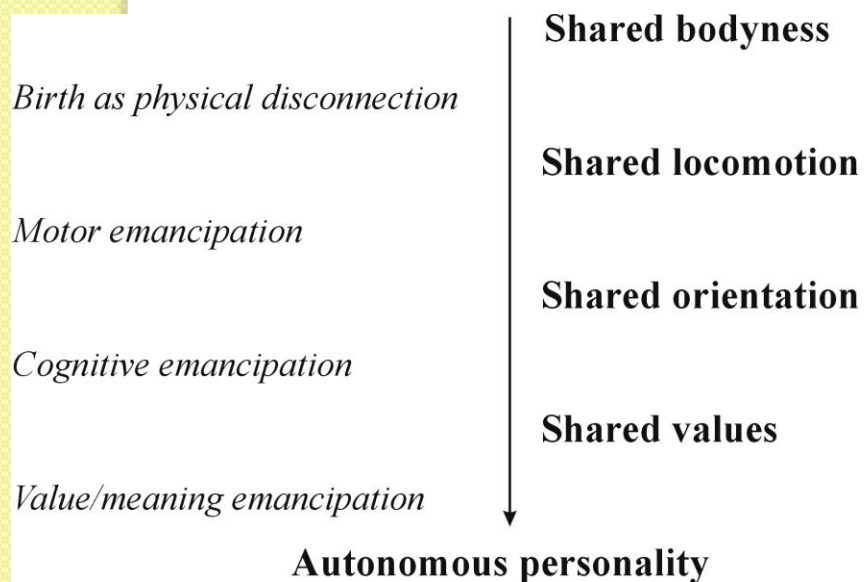 Shared bodyness
Birth as physical disconnection
Shared locomotion
Motor emancipation
Shared orientation
Cognitive emancipation
Shared values
Value/meaning emancipation
Autonomous personality